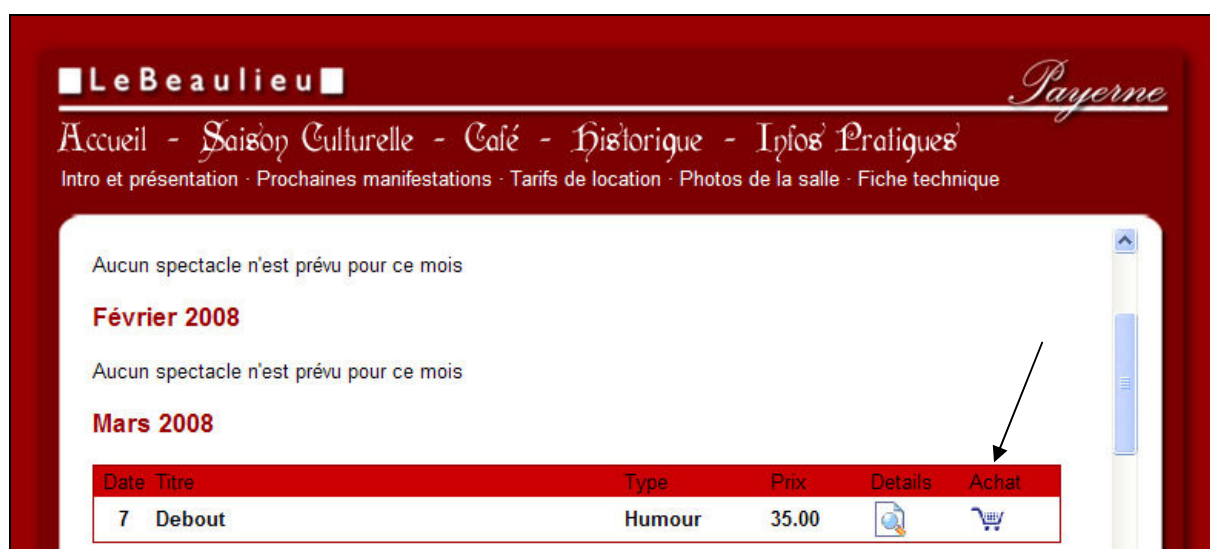 LeBeaulieu
Payerne
Accueil - Saison Culturelle - Café - Historique - Infos Pratiques
Intro et présentation · Prochaines manifestations · Tarifs de location · Photos de la salle · Fiche technique
Aucun spectacle n'est prévu pour ce mois
Février 2008
Aucun spectacle n'est prévu pour ce mois
Mars 2008
Date Titre Type Prix Details Achat
7 Debout Humour 35.00